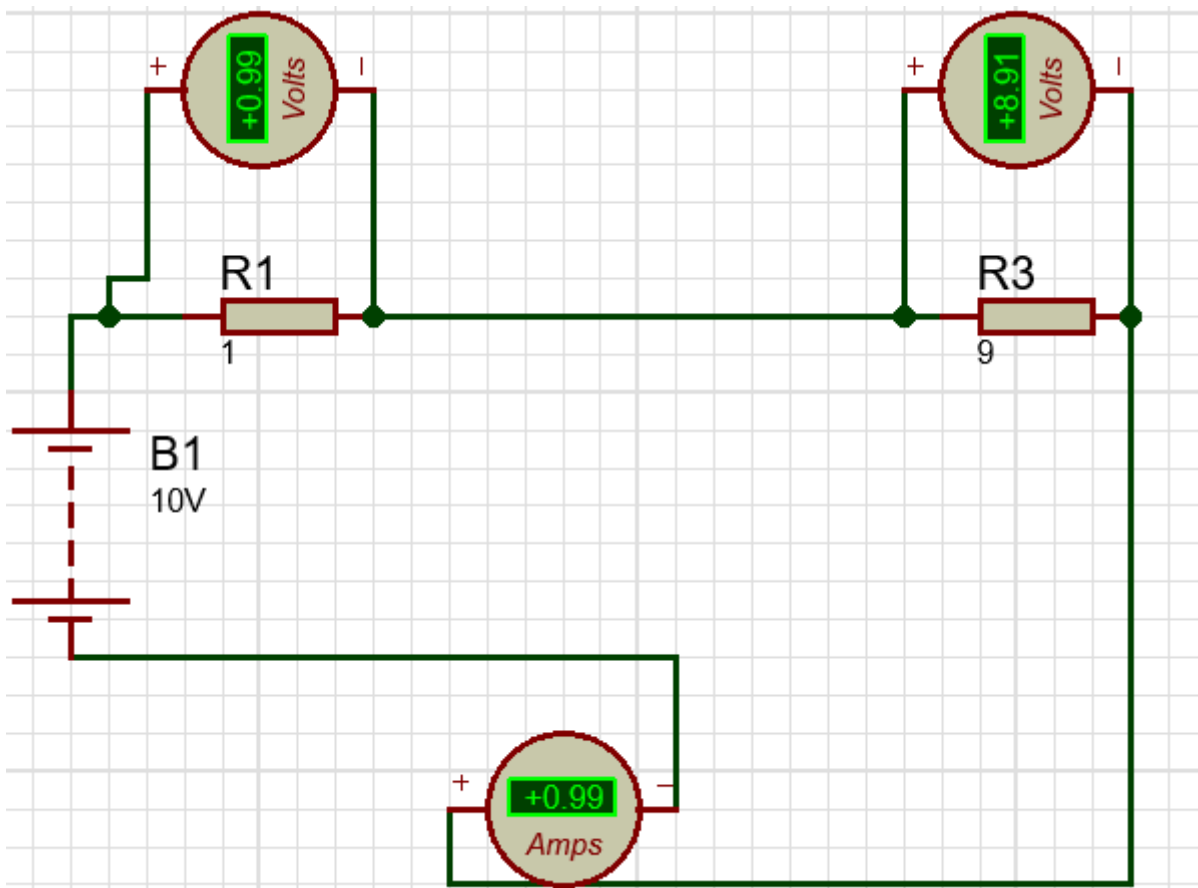 + +0.99 Volts −
+ +8.91 Volts −
R1
1
R3
9
B1
10V
+ +0.99 −
Amps